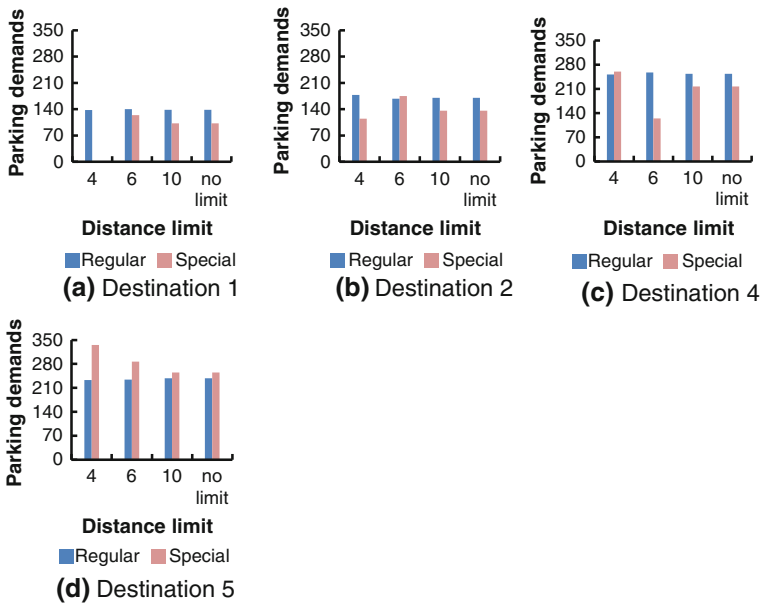 Parking demands
350
280
210
140
70
0
4 6 10 no
limit
Distance limit
Regular Special
(a) Destination 1
Parking demands
350
280
210
140
70
0
4 6 10 no
limit
Distance limit
Regular Special
(b) Destination 2
Parking demands
350
280
210
140
70
0
4 6 10 no
limit
Distance limit
Regular Special
(c) Destination 4
Parking demands
350
280
210
140
70
0
4 6 10 no
limit
Distance limit
Regular Special
(d) Destination 5